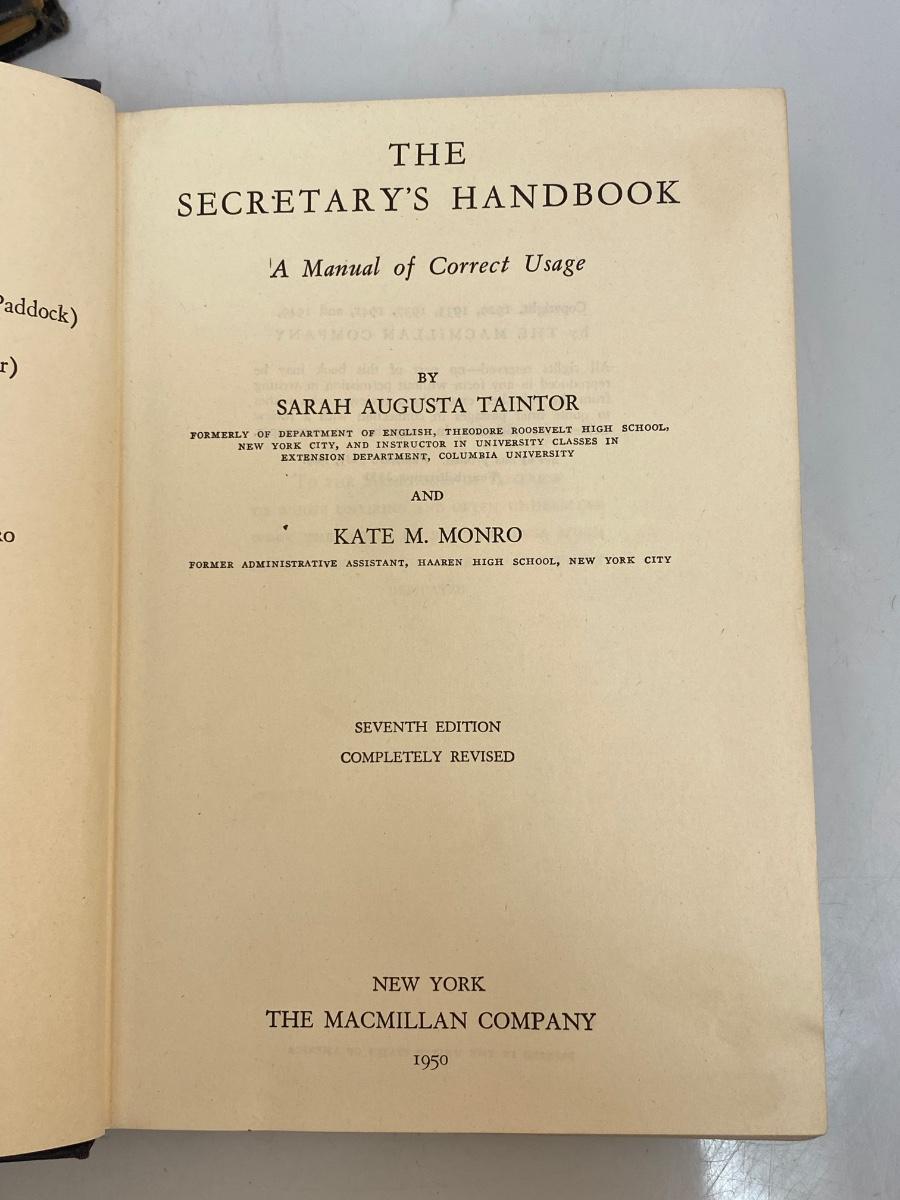 Paddock)
r)
RO
THE
SECRETARY'S HANDBOOK
A Manual of Correct Usage
BY
SARAH AUGUSTA TAINTOR
FORMERLY OF DEPARTMENT OF ENGLISH, THEODORE ROOSEVELT HIGH SCHOOL,
NEW YORK CITY, AND INSTRUCTOR IN UNIVERSITY CLASSES IN
EXTENSION DEPARTMENT, COLUMBIA UNIVERSITY
AND
KATE M. MONRO
FORMER ADMINISTRATIVE ASSISTANT, HAAREN HIGH SCHOOL, NEW YORK CITY
SEVENTH EDITION
COMPLETELY REVISED
NEW YORK
THE MACMILLAN COMPANY
1950